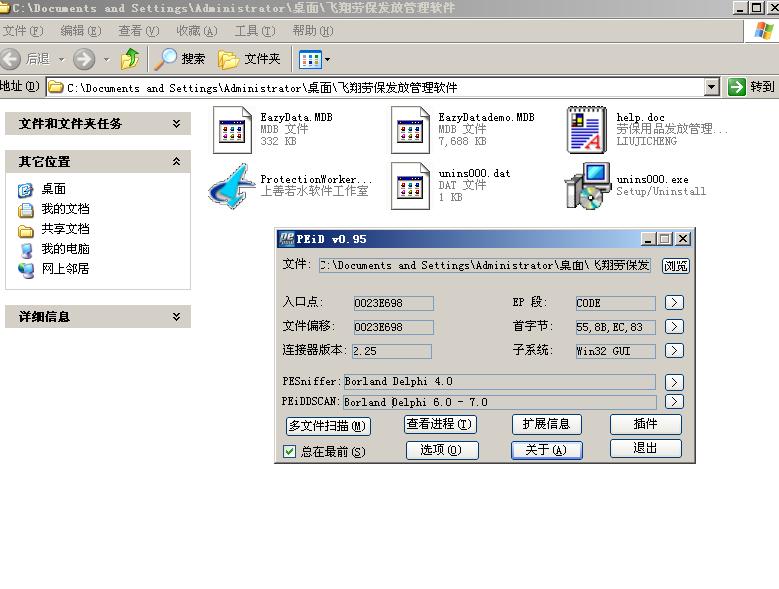 C:\Documents and Settings\Administrator\桌面\飞翔劳保发放管理软件
文件(F) 编辑(E) 查看(V) 收藏(A) 工具(T) 帮助(H)
后退 搜索 文件夹
地址(D) C:\Documents and Settings\Administrator\桌面\飞翔劳保发放管理软件 转到
文件和文件夹任务
其它位置
桌面
我的文档
共享文档
我的电脑
网上邻居
详细信息
EazyData.MDB
MDB 文件
332 KB
EazyDatademo.MDB
MDB 文件
7,688 KB
help.doc
劳保用品发放管理...
LIUJICHENG
ProtectionWorker...
上善若水软件工作室
unins000.dat
DAT 文件
1 KB
unins000.exe
Setup/Uninstall
PEiD v0.95
文件: C:\Documents and Settings\Administrator\桌面\飞翔劳保发 浏览
入口点: 0023E698 EP 段: CODE >
文件偏移: 0023E698 首字节: 55,8B,EC,83 >
连接器版本: 2.25 子系统: Win32 GUI >
PESniffer: Borland Delphi 4.0 >
PEiDDSCAN: Borland Delphi 6.0 - 7.0 >
多文件扫描(M) 查看进程(T) 扩展信息 插件
总在最前(S) 选项(O) 关于(A) 退出